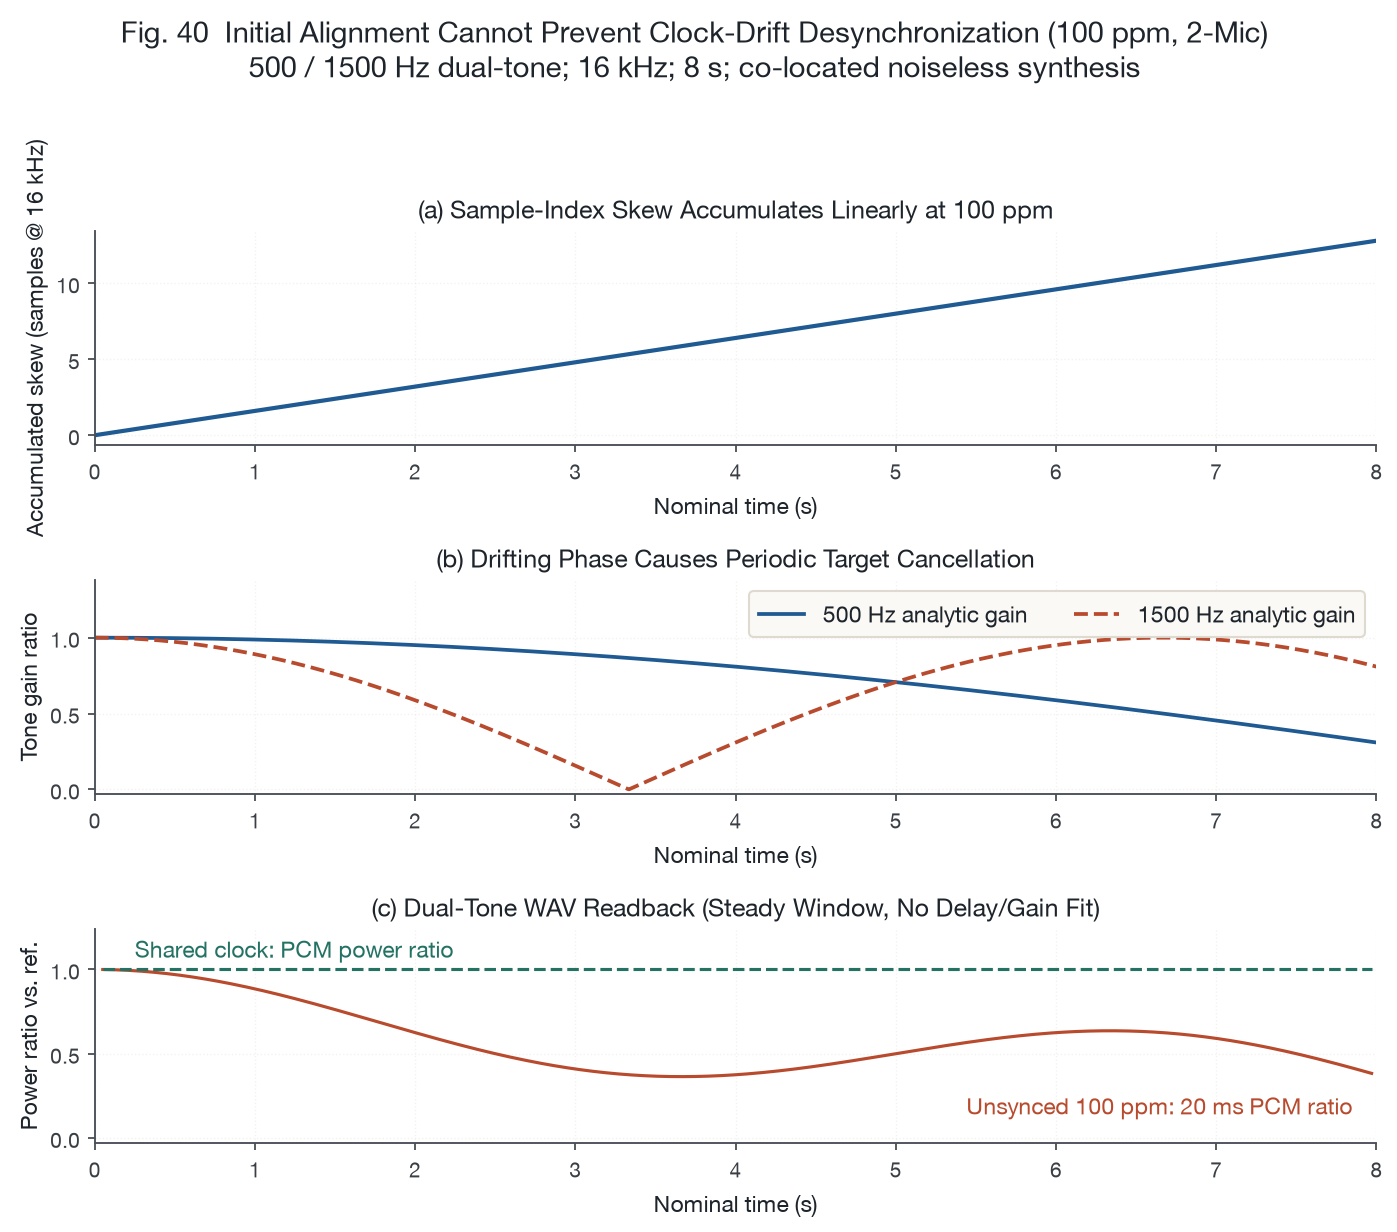 Fig. 40  Initial Alignment Cannot Prevent Clock-Drift Desynchronization (100 ppm, 2-Mic)
500 / 1500 Hz dual-tone; 16 kHz; 8 s; co-located noiseless synthesis
(a) Sample-Index Skew Accumulates Linearly at 100 ppm
Accumulated skew (samples @ 16 kHz)
10
5
0
0 1 2 3 4 5 6 7 8
Nominal time (s)
(b) Drifting Phase Causes Periodic Target Cancellation
500 Hz analytic gain
1500 Hz analytic gain
Tone gain ratio
1.0
0.5
0.0
0 1 2 3 4 5 6 7 8
Nominal time (s)
(c) Dual-Tone WAV Readback (Steady Window, No Delay/Gain Fit)
Shared clock: PCM power ratio
Power ratio vs. ref.
1.0
0.5
0.0
Unsynced 100 ppm: 20 ms PCM ratio
0 1 2 3 4 5 6 7 8
Nominal time (s)